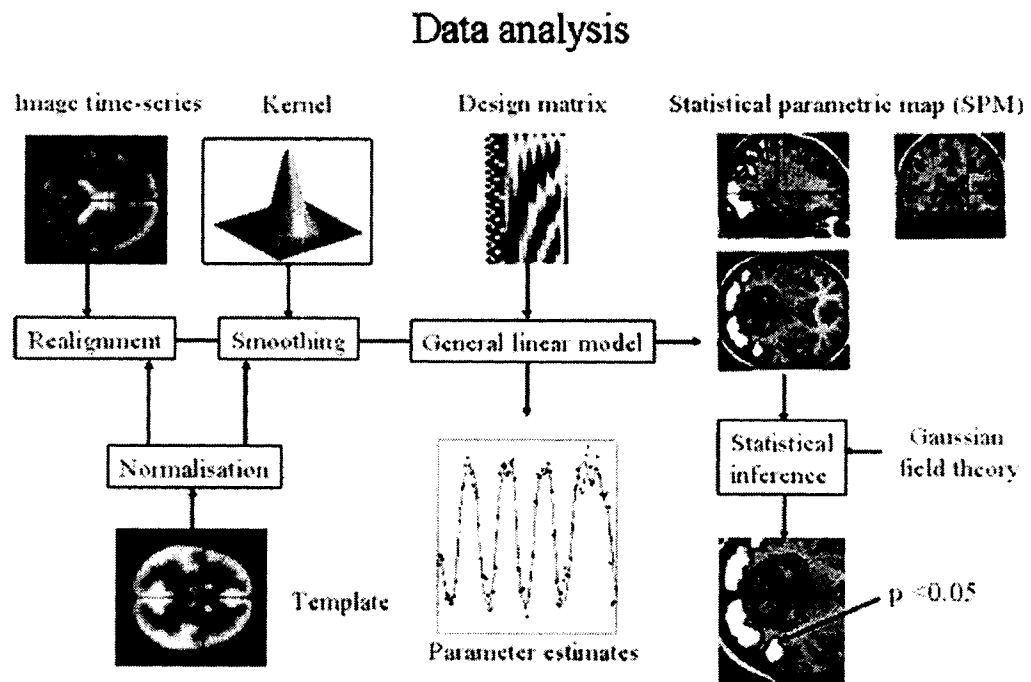 Data analysis
Image time-series
Kernel
Design matrix
Statistical parametric map (SPM)
Realignment
Smoothing
General linear model
Normalisation
Statistical
inference
Gaussian
field theory
Template
Parameter estimates
p <0.05